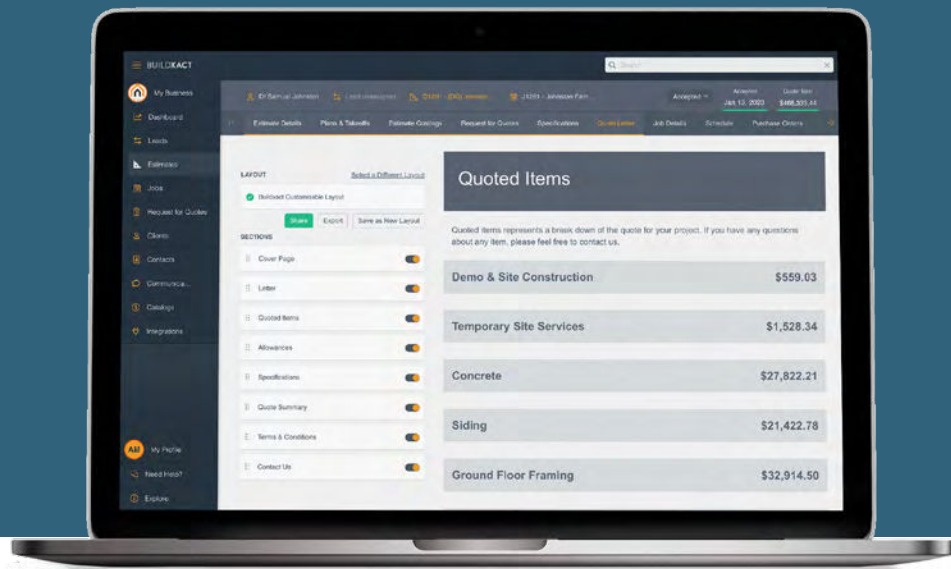 BUILDXACT
Search
My Business
Dashboard
Leads
Estimates
Jobs
Request for Quotes
Clients
Contacts
Communica...
Catalogs
Integrations
My Profile
Need Help?
Explore
Samuel Johnston
Accepted
Accepted
Jan 13, 2023
Estimate Details
Plans & Takeoffs
Estimate Costings
Request for Quotes
Specifications
Quote Letter
Job Details
Schedule
Purchase Orders
LAYOUT
Select a Different Layout
Buildxact Customisable Layout
Share
Export
Save as New Layout
SECTIONS
Cover Page
Letter
Quoted Items
Allowances
Specifications
Quote Summary
Terms & Conditions
Contact Us
Quoted Items
Quoted items represents a break down of the quote for your project. If you have any questions
about any item, please feel free to contact us.
Demo & Site Construction $559.03
Temporary Site Services $1,528.34
Concrete $27,822.21
Siding $21,422.78
Ground Floor Framing $32,914.50